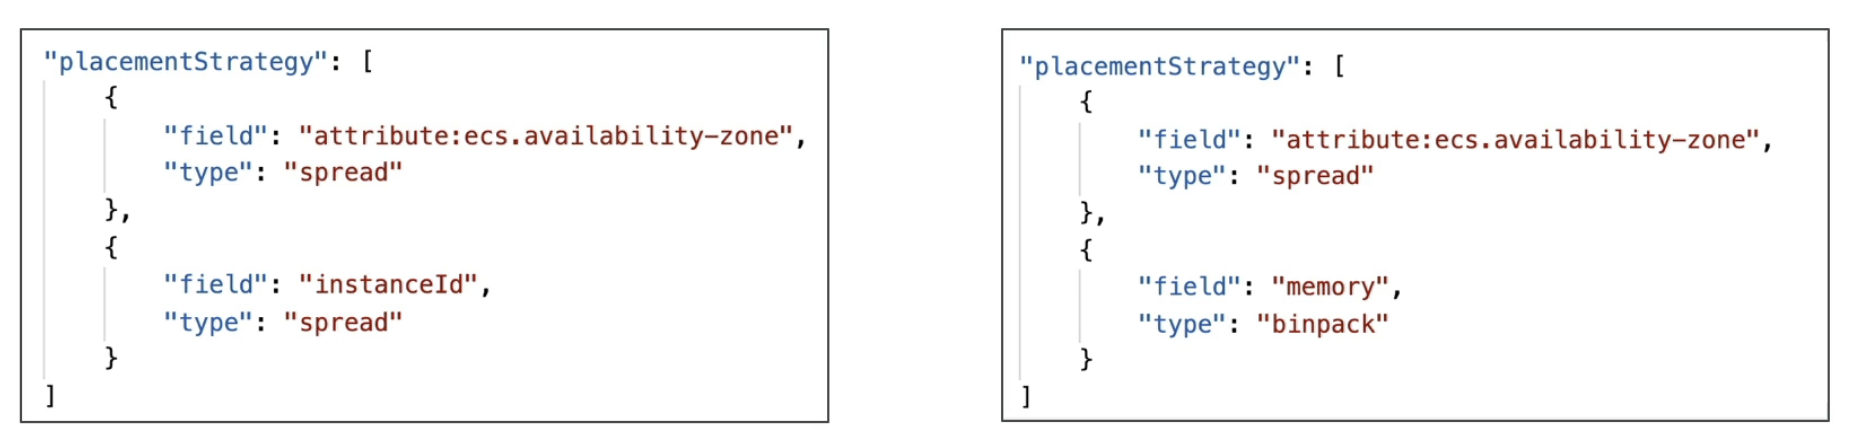 "placementStrategy": [
    {
        "field": "attribute:ecs.availability-zone",
        "type": "spread"
    },
    {
        "field": "instanceId",
        "type": "spread"
    }
]
"placementStrategy": [
    {
        "field": "attribute:ecs.availability-zone",
        "type": "spread"
    },
    {
        "field": "memory",
        "type": "binpack"
    }
]